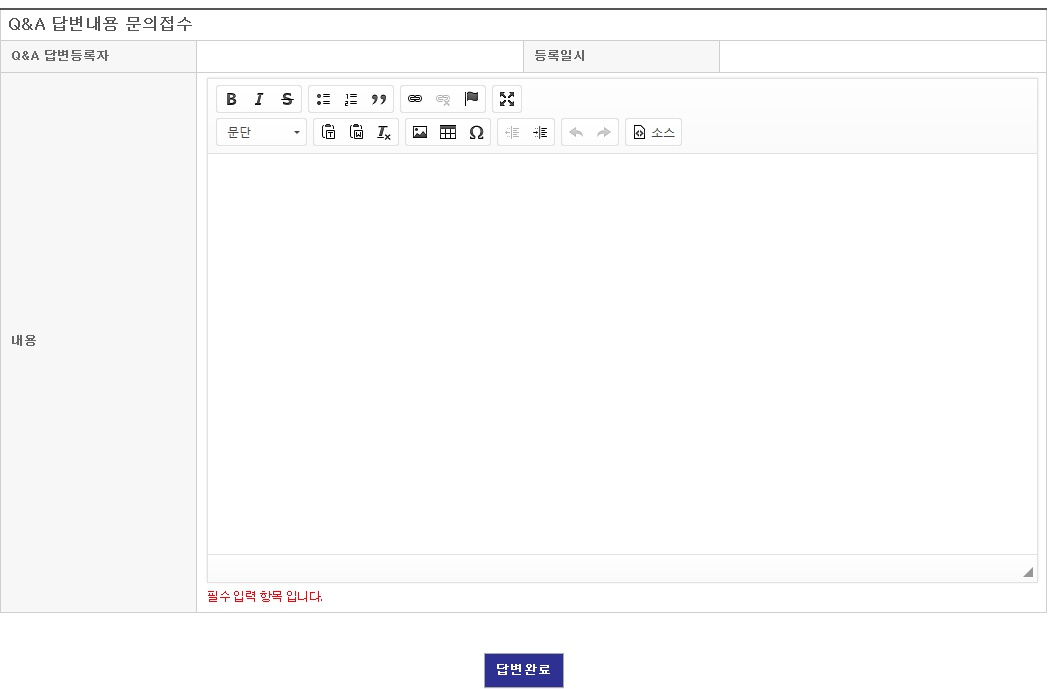 Q&A 답변내용 문의접수
Q&A 답변등록자 등록일시
B I S
문단 소스
내용
필수 입력 항목 입니다.
답변완료